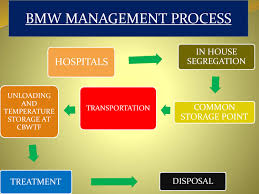 BMW MANAGEMENT PROCESS
HOSPITALS
IN HOUSE
SEGREGATION
COMMON
STORAGE POINT
TRANSPORTATION
UNLOADING
AND
TEMPERATURE
STORAGE AT
CBWTF
TREATMENT
DISPOSAL